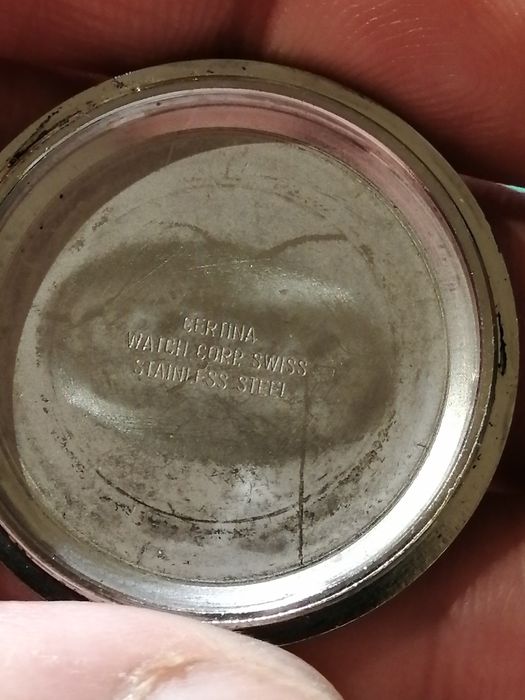 CERTINA
WATCH CORP. SWISS
STAINLESS STEEL